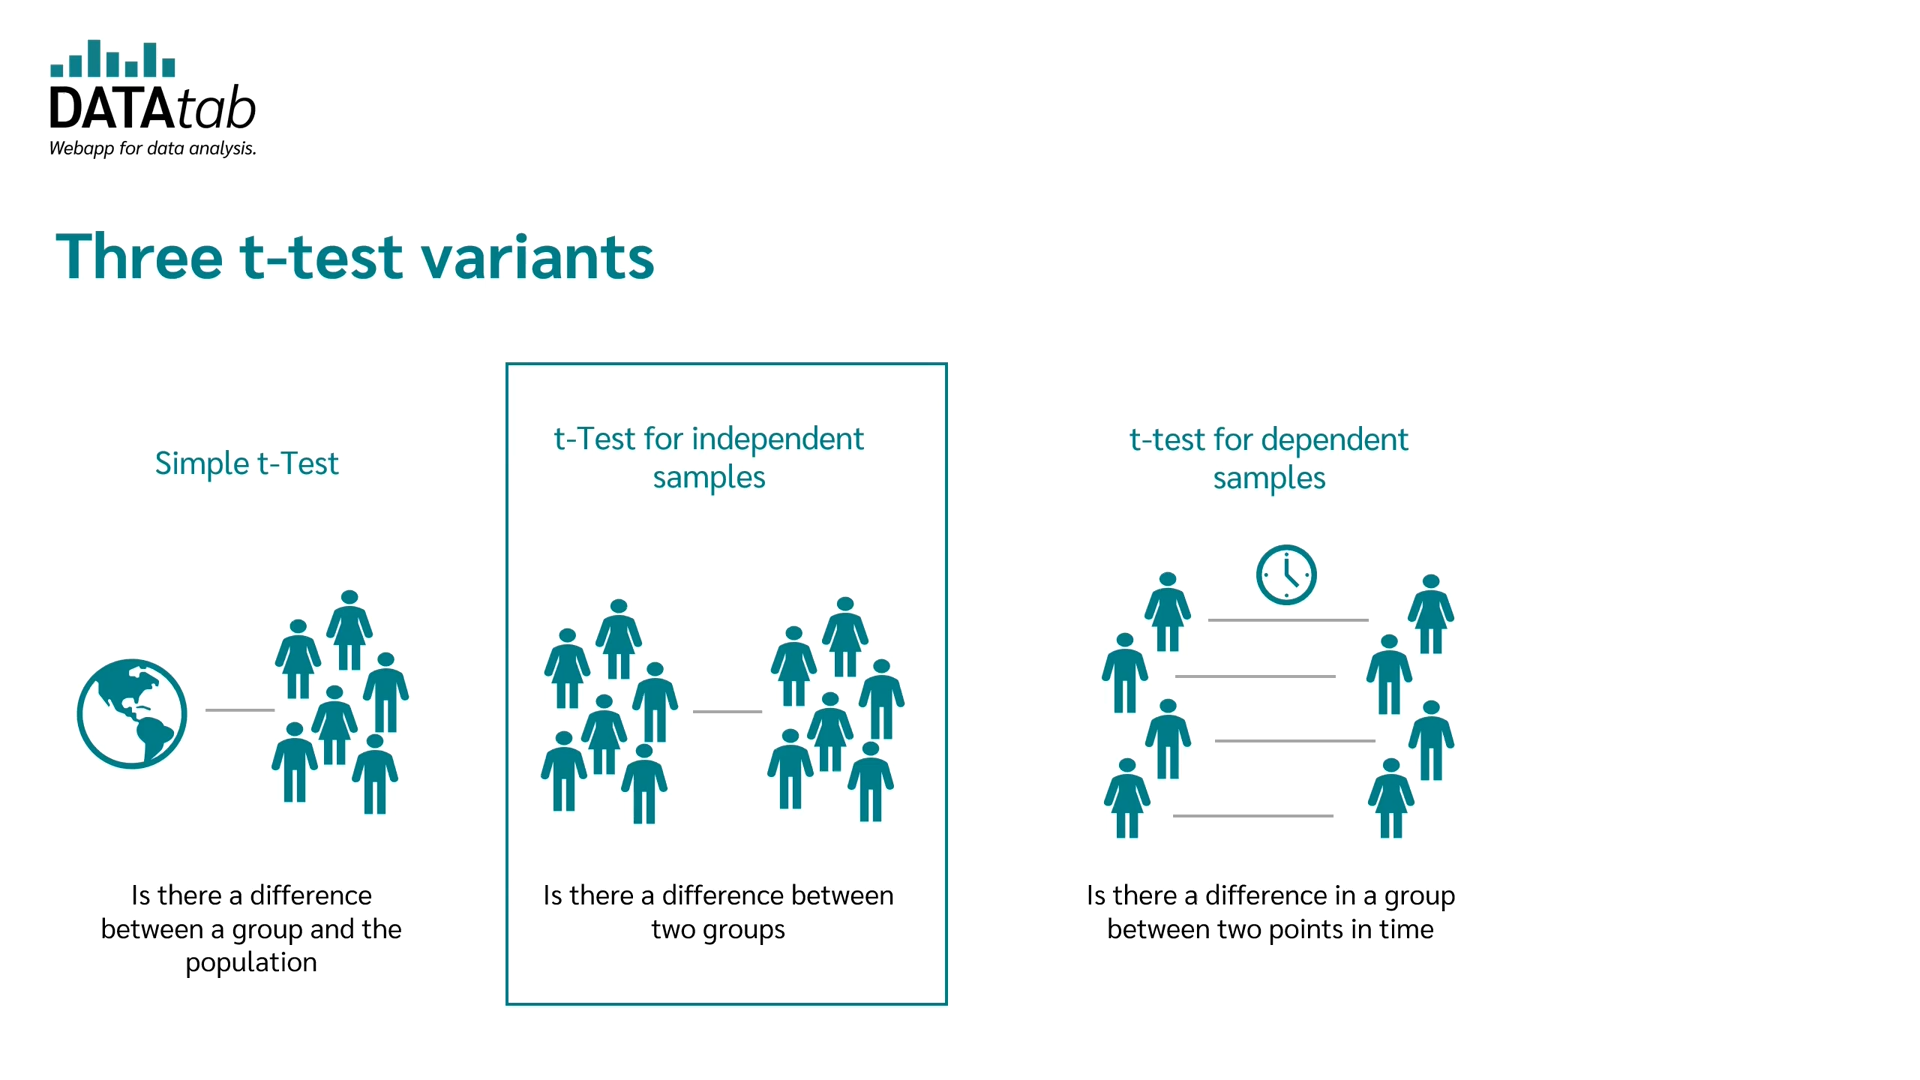 DATAtab
Webapp for data analysis.
Three t-test variants
Simple t-Test
Is there a difference
between a group and the
population
t-Test for independent
samples
Is there a difference between
two groups
t-test for dependent
samples
Is there a difference in a group
between two points in time